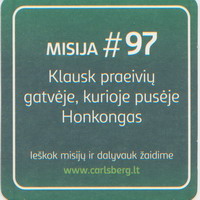 MISIJA #97
Klausk praeivių
gatvėje, kurioje pusėje
Honkongas
Ieškok misijų ir dalyvauk žaidime
www.carlsberg.lt